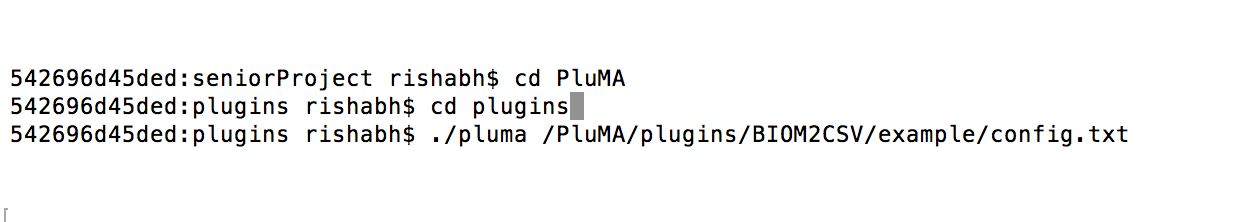 542696d45ded:seniorProject rishabh$ cd PluMA
542696d45ded:plugins rishabh$ cd plugins
542696d45ded:plugins rishabh$ ./pluma /PluMA/plugins/BIOM2CSV/example/config.txt